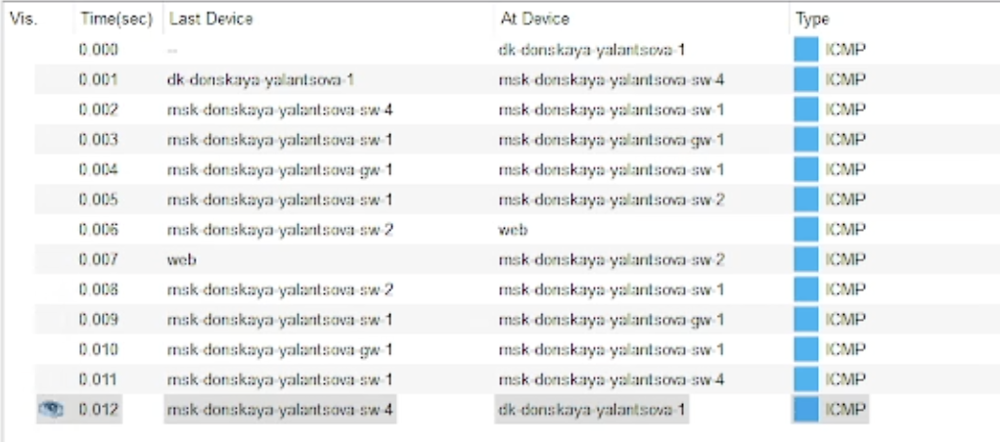 Vis. Time(sec) Last Device At Device Type
0.000 -- dk-donskaya-yalantsova-1 ICMP
0.001 dk-donskaya-yalantsova-1 msk-donskaya-yalantsova-sw-4 ICMP
0.002 msk-donskaya-yalantsova-sw-4 msk-donskaya-yalantsova-sw-1 ICMP
0.003 msk-donskaya-yalantsova-sw-1 msk-donskaya-yalantsova-gw-1 ICMP
0.004 msk-donskaya-yalantsova-gw-1 msk-donskaya-yalantsova-sw-1 ICMP
0.005 msk-donskaya-yalantsova-sw-1 msk-donskaya-yalantsova-sw-2 ICMP
0.006 msk-donskaya-yalantsova-sw-2 web ICMP
0.007 web msk-donskaya-yalantsova-sw-2 ICMP
0.008 msk-donskaya-yalantsova-sw-2 msk-donskaya-yalantsova-sw-1 ICMP
0.009 msk-donskaya-yalantsova-sw-1 msk-donskaya-yalantsova-gw-1 ICMP
0.010 msk-donskaya-yalantsova-gw-1 msk-donskaya-yalantsova-sw-1 ICMP
0.011 msk-donskaya-yalantsova-sw-1 msk-donskaya-yalantsova-sw-4 ICMP
0.012 msk-donskaya-yalantsova-sw-4 dk-donskaya-yalantsova-1 ICMP